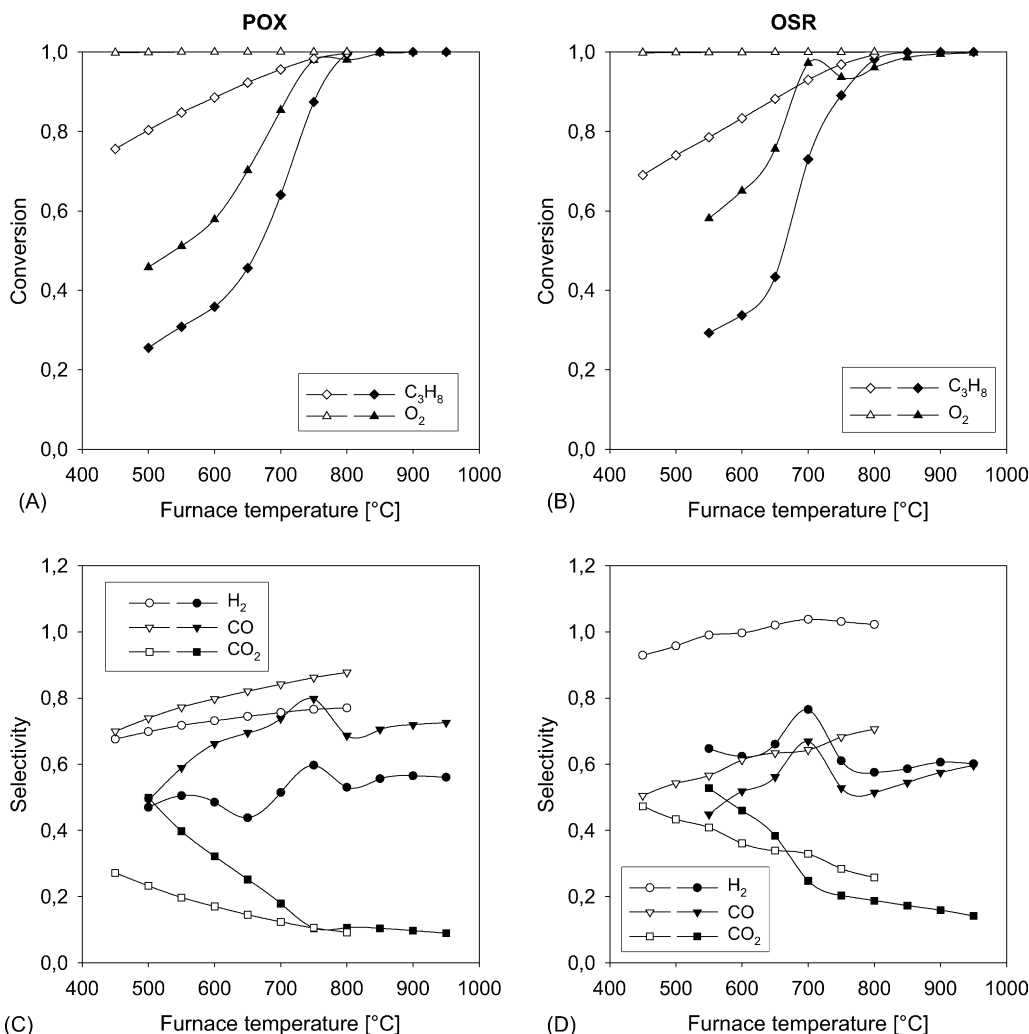 POX
OSR
1,0
0,8
0,6
0,4
0,2
0,0
Conversion
C₃H₈
O₂
400 500 600 700 800 900 1000
(A)
Furnace temperature [°C]
1,0
0,8
0,6
0,4
0,2
0,0
Conversion
C₃H₈
O₂
400 500 600 700 800 900 1000
(B)
Furnace temperature [°C]
1,2
1,0
0,8
0,6
0,4
0,2
0,0
Selectivity
H₂
CO
CO₂
400 500 600 700 800 900 1000
(C)
Furnace temperature [°C]
1,2
1,0
0,8
0,6
0,4
0,2
0,0
Selectivity
H₂
CO
CO₂
400 500 600 700 800 900 1000
(D)
Furnace temperature [°C]